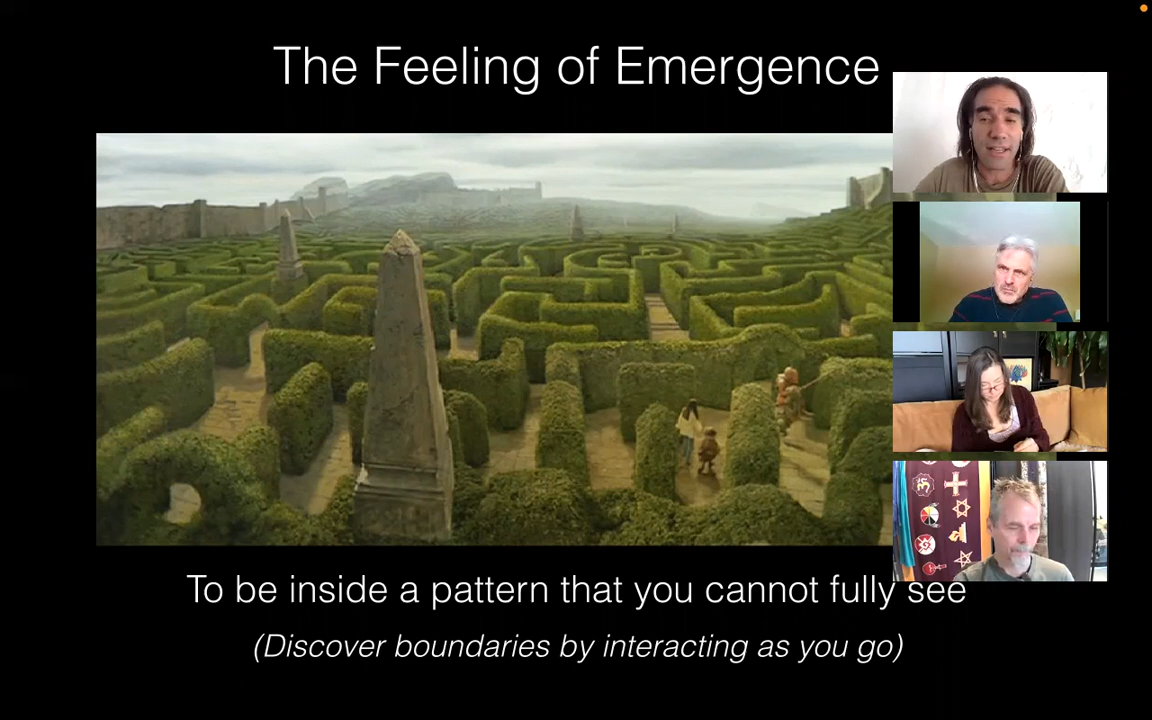 The Feeling of Emergence
To be inside a pattern that you cannot fully see
(Discover boundaries by interacting as you go)